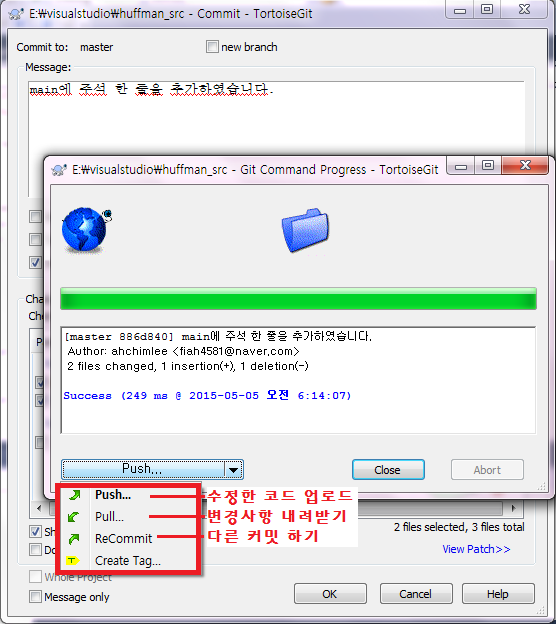 E:\visualstudio\huffman_src - Commit - TortoiseGit
Commit to: master new branch
Message:
main에 주석 한 줄을 추가하였습니다.
E:\visualstudio\huffman_src - Git Command Progress - TortoiseGit
[master 886d840] main에 주석 한 줄을 추가하였습니다.
Author: ahchimlee <fiah4581@naver.com>
2 files changed, 1 insertion(+), 1 deletion(-)
Success (249 ms @ 2015-05-05 오전 6:14:07)
Push... Close Abort
Push... 수정한 코드 업로드
Pull... 변경사항 내려받기
ReCommit 다른 커밋 하기
Create Tag...
2 files selected, 3 files total
View Patch>>
Whole Project
Message only
OK Cancel Help